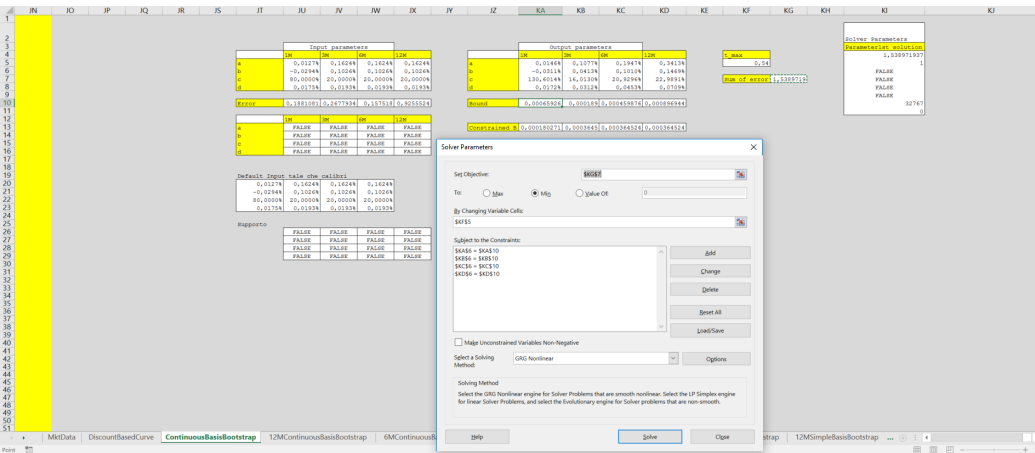 JN JO JP JQ JR JS JT JU JV JW JX JY JZ KA KB KC KD KE KF KG KH KI KJ
Solver Parameters
Input parameters Output parameters Parameterlst solution
1M 3M 6M 12M 1M 3M 6M 12M t_max 1,538971937
a 0,0127% 0,1624% 0,1624% 0,1624% a 0,0146% 0,1077% 0,1947% 0,3413% 0,54 1
b -0,0294% 0,1026% 0,1026% 0,1026% b -0,0311% 0,0413% 0,1010% 0,1469% FALSE
c 80,0000% 20,0000% 20,0000% 20,0000% c 130,6014% 16,0130% 20,9296% 22,9891% Sum of error 1,5389719 FALSE
d 0,0175% 0,0193% 0,0193% 0,0193% d 0,0172% 0,0312% 0,0453% 0,0709% FALSE
FALSE
Error 0,1881081 0,2677934 0,157518 0,9255524 Bound 0,00065926 0,000189 0,000459876 0,000896944 32767
0
1M 3M 6M 12M
a FALSE FALSE FALSE FALSE Constrained B 0,000180271 0,0003645 0,000364524 0,000364524
b FALSE FALSE FALSE FALSE
c FALSE FALSE FALSE FALSE
d FALSE FALSE FALSE FALSE
Default Input tale che calibri
0,0127% 0,1624% 0,1624% 0,1624%
-0,0294% 0,1026% 0,1026% 0,1026%
80,0000% 20,0000% 20,0000% 20,0000%
0,0175% 0,0193% 0,0193% 0,0193%
Supporto
FALSE FALSE FALSE FALSE
FALSE FALSE FALSE FALSE
FALSE FALSE FALSE FALSE
FALSE FALSE FALSE FALSE
Solver Parameters
Set Objective: $KG$7
To: Max Min Value Of: 0
By Changing Variable Cells:
$KF$5
Subject to the Constraints:
$KA$6 = $KA$10
$KB$6 = $KB$10
$KC$6 = $KC$10
$KD$6 = $KD$10
Add
Change
Delete
Reset All
Load/Save
Make Unconstrained Variables Non-Negative
Select a Solving Method: GRG Nonlinear Options
Solving Method
Select the GRG Nonlinear engine for Solver Problems that are smooth nonlinear. Select the LP Simplex engine
for linear Solver Problems, and select the Evolutionary engine for Solver problems that are non-smooth.
Help Solve Close
MktData DiscountBasedCurve ContinuousBasisBootstrap 12MContinuousBasisBootstrap 6MContinuousBa strap 12MSimpleBasisBootstrap ...
Point